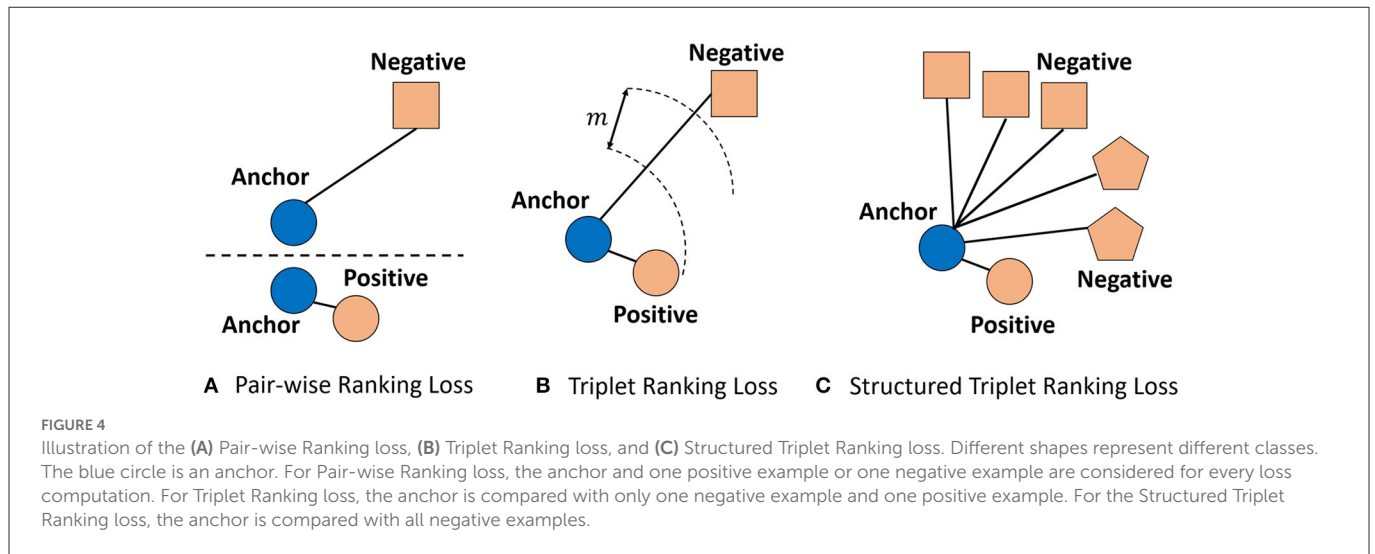 Negative
Anchor
Positive
Anchor
A Pair-wise Ranking Loss
Negative
m
Anchor
Positive
B Triplet Ranking Loss
Negative
Anchor
Negative
Positive
C Structured Triplet Ranking Loss
FIGURE 4
Illustration of the (A) Pair-wise Ranking loss, (B) Triplet Ranking loss, and (C) Structured Triplet Ranking loss. Different shapes represent different classes.
The blue circle is an anchor. For Pair-wise Ranking loss, the anchor and one positive example or one negative example are considered for every loss
computation. For Triplet Ranking loss, the anchor is compared with only one negative example and one positive example. For the Structured Triplet
Ranking loss, the anchor is compared with all negative examples.